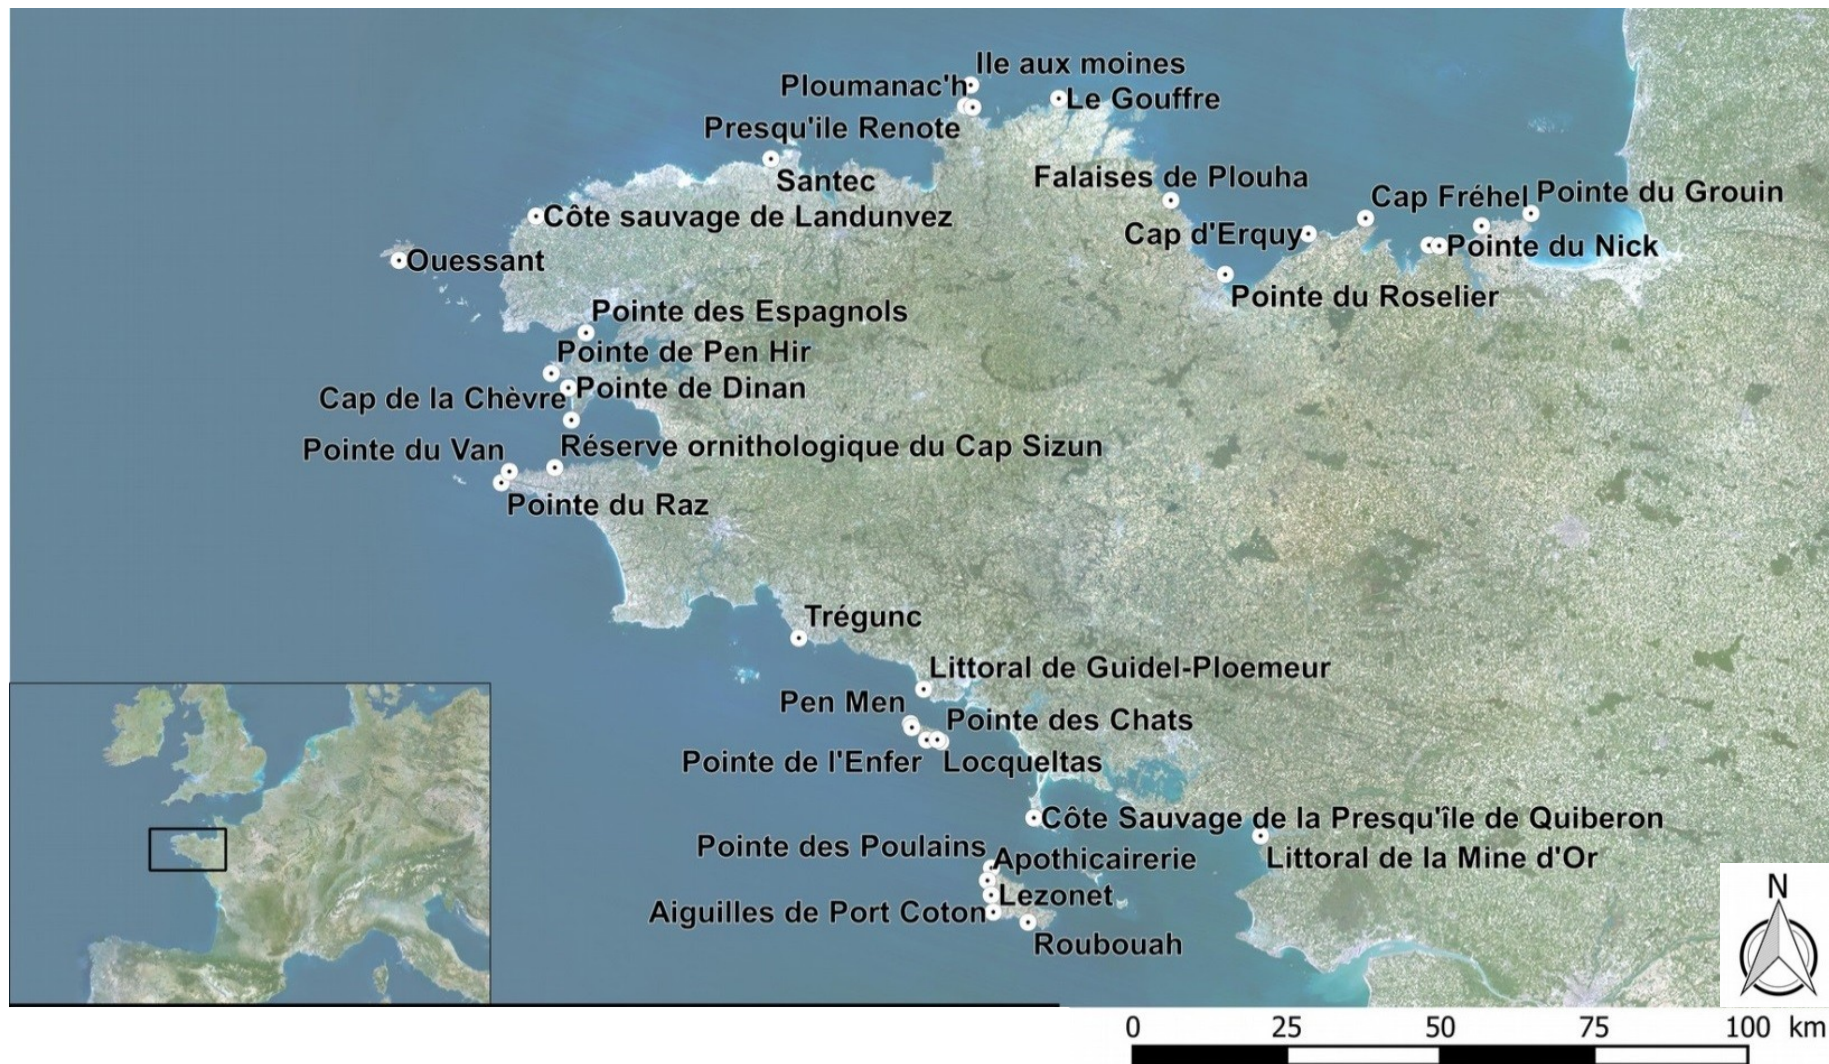 Ile aux moines
Ploumanac'h
Le Gouffre
Presqu'ile Renote
Santec
Falaises de Plouha
Cap Fréhel
Pointe du Grouin
Côte sauvage de Landunvez
Cap d'Erquy
Pointe du Nick
Ouessant
Pointe du Roselier
Pointe des Espagnols
Pointe de Pen Hir
Pointe de Dinan
Cap de la Chèvre
Réserve ornithologique du Cap Sizun
Pointe du Van
Pointe du Raz
Trégunc
Littoral de Guidel-Ploemeur
Pen Men
Pointe des Chats
Pointe de l'Enfer
Locqueltas
Côte Sauvage de la Presqu'île de Quiberon
Pointe des Poulains
Apothicairerie
Littoral de la Mine d'Or
Lezonet
Aiguilles de Port Coton
Roubouah
N
0 25 50 75 100 km